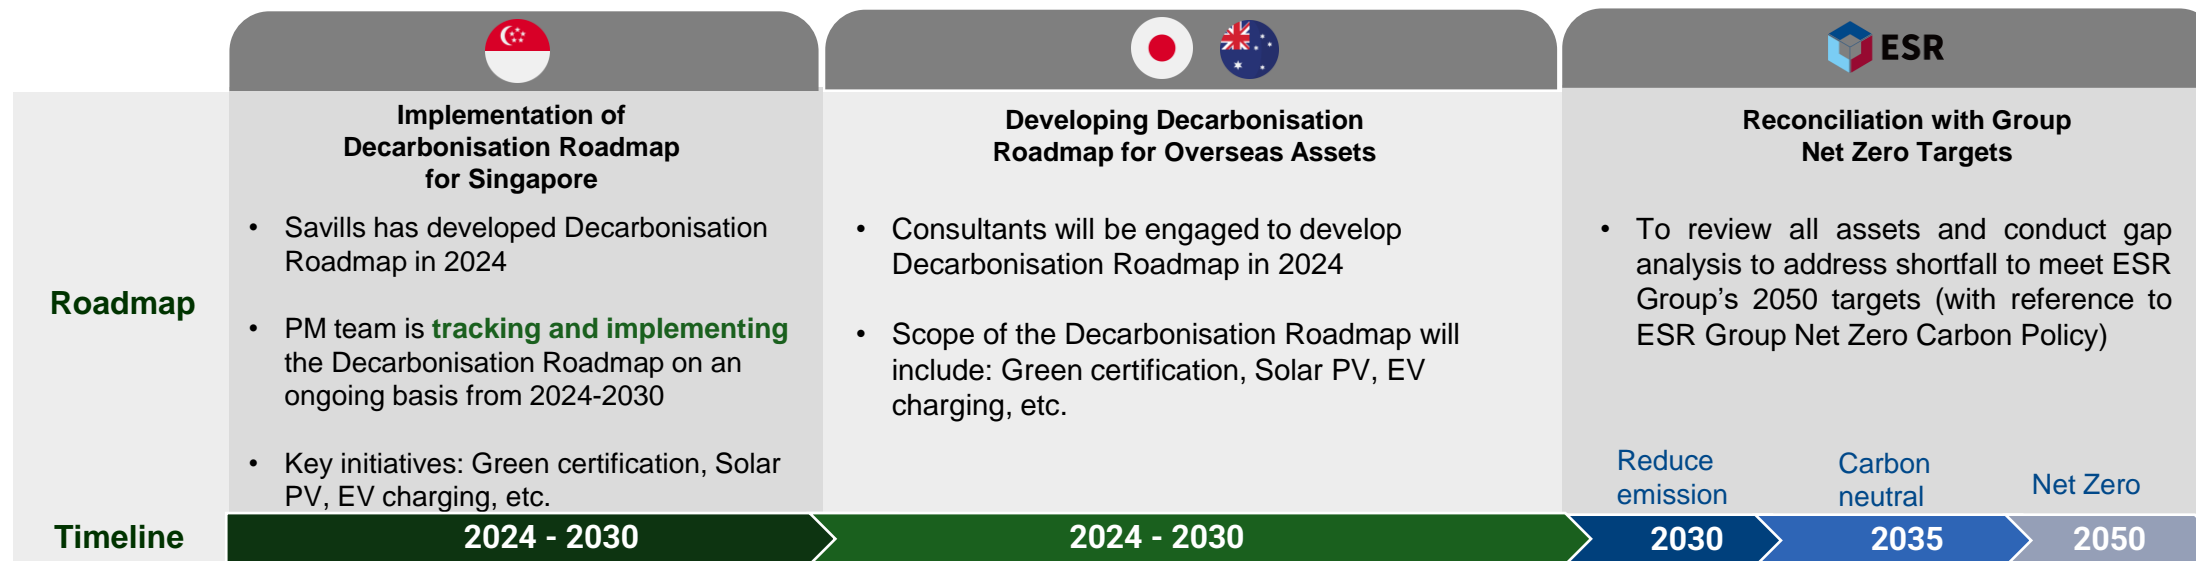 ESR
Implementation of
Decarbonisation Roadmap
for Singapore
Developing Decarbonisation
Roadmap for Overseas Assets
Reconciliation with Group
Net Zero Targets
Roadmap
• Savills has developed Decarbonisation
Roadmap in 2024
• PM team is tracking and implementing
the Decarbonisation Roadmap on an
ongoing basis from 2024-2030
• Key initiatives: Green certification, Solar
PV, EV charging, etc.
• Consultants will be engaged to develop
Decarbonisation Roadmap in 2024
• Scope of the Decarbonisation Roadmap will
include: Green certification, Solar PV, EV
charging, etc.
• To review all assets and conduct gap
analysis to address shortfall to meet ESR
Group’s 2050 targets (with reference to
ESR Group Net Zero Carbon Policy)
Reduce
emission
Carbon
neutral
Net Zero
Timeline
2024 - 2030
2024 - 2030
2030
2035
2050